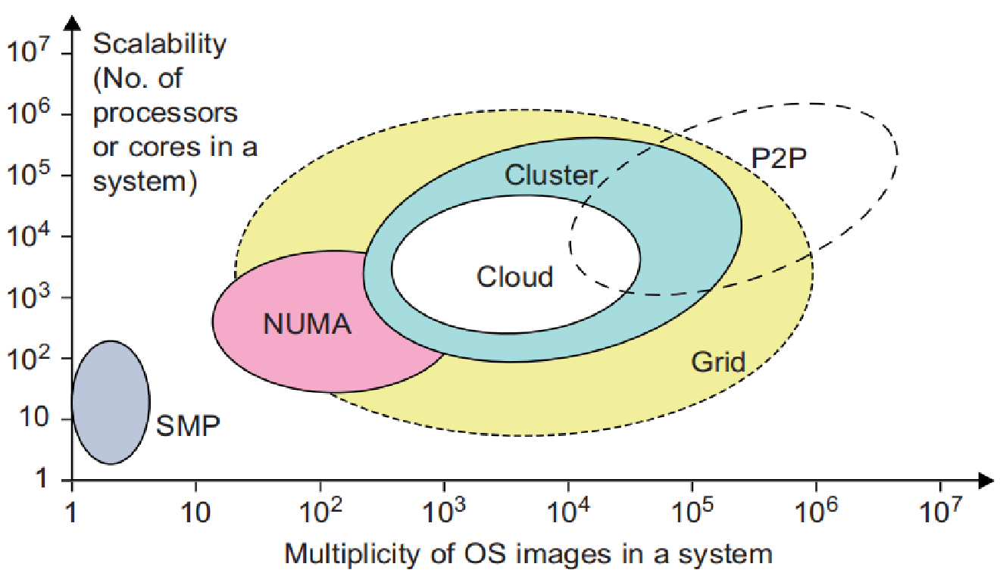 Scalability
(No. of
processors
or cores in a
system)
10⁷
10⁶
10⁵
10⁴
10³
10²
10
1
P2P
Cluster
Cloud
NUMA
Grid
SMP
1 10 10² 10³ 10⁴ 10⁵ 10⁶ 10⁷
Multiplicity of OS images in a system